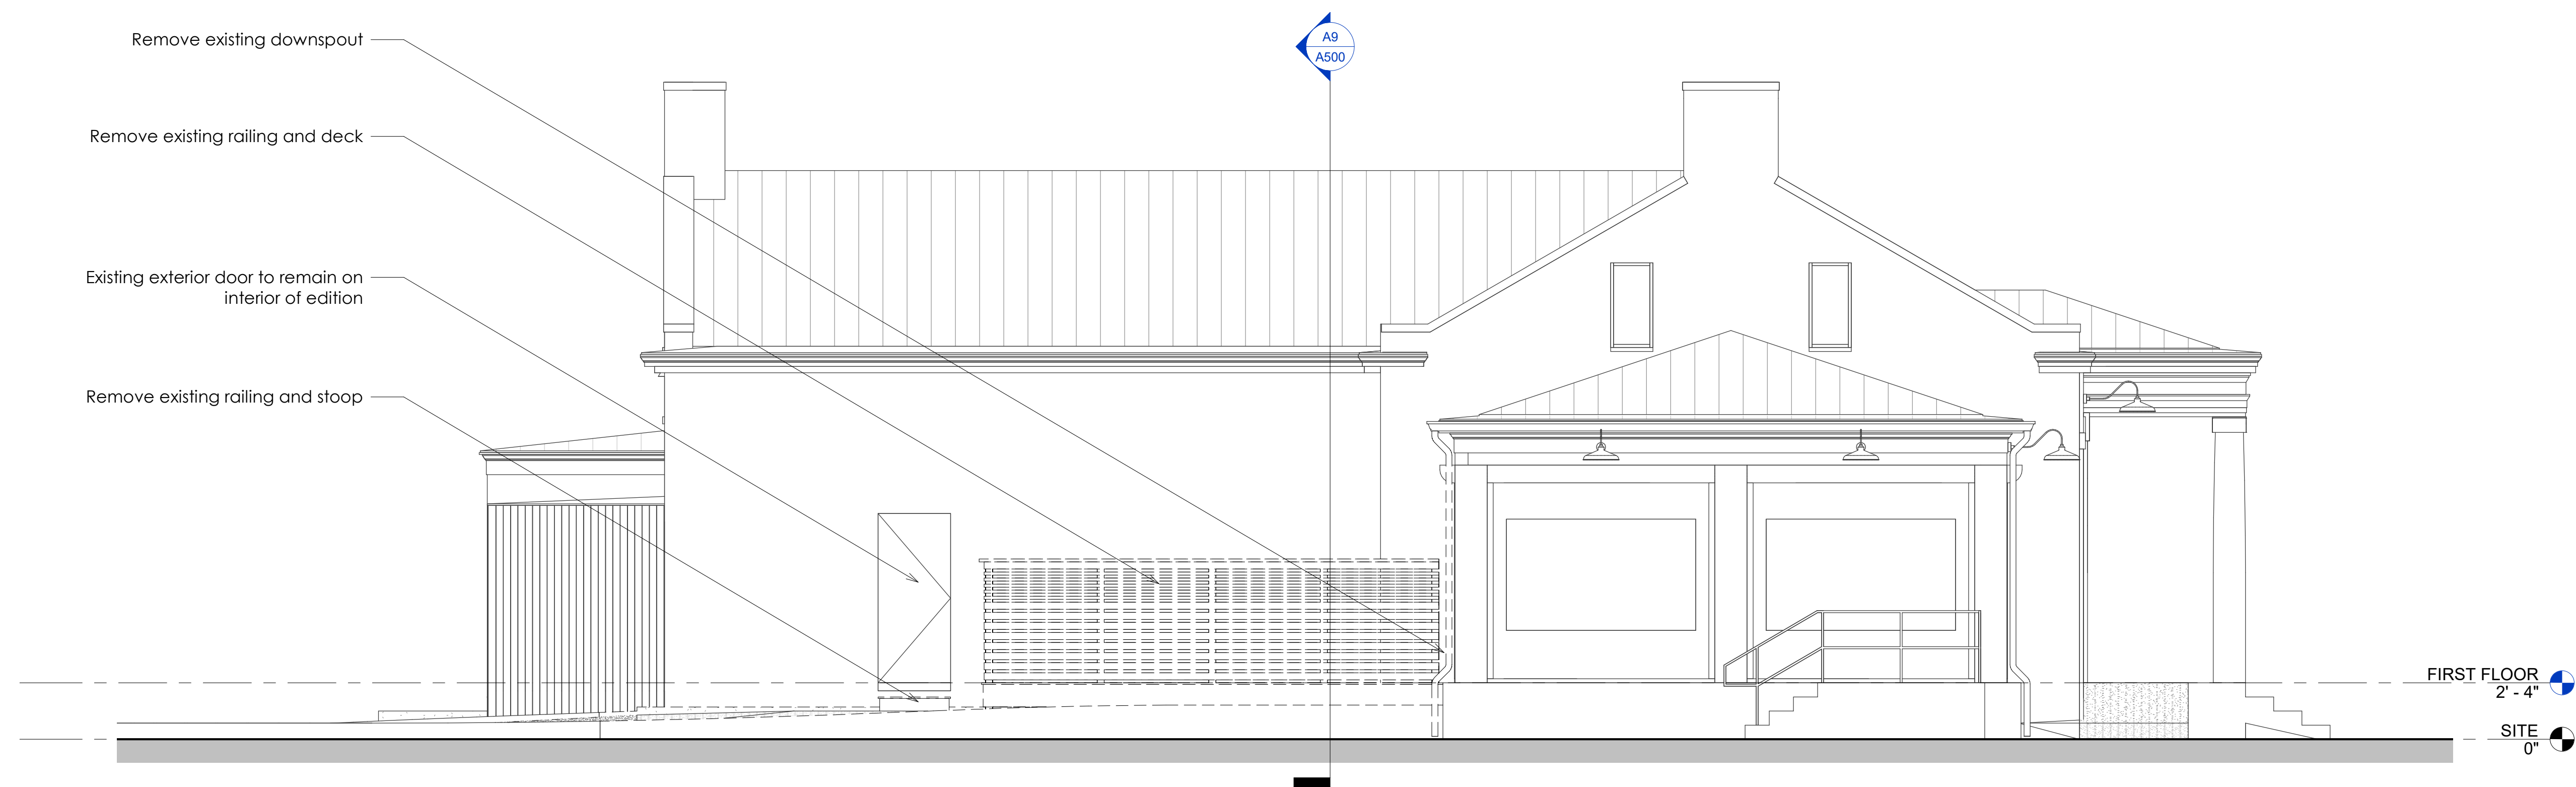 Remove existing downspout
A9
A500
Remove existing railing and deck
Existing exterior door to remain on
interior of edition
Remove existing railing and stoop
FIRST FLOOR
2' - 4"
SITE
0"